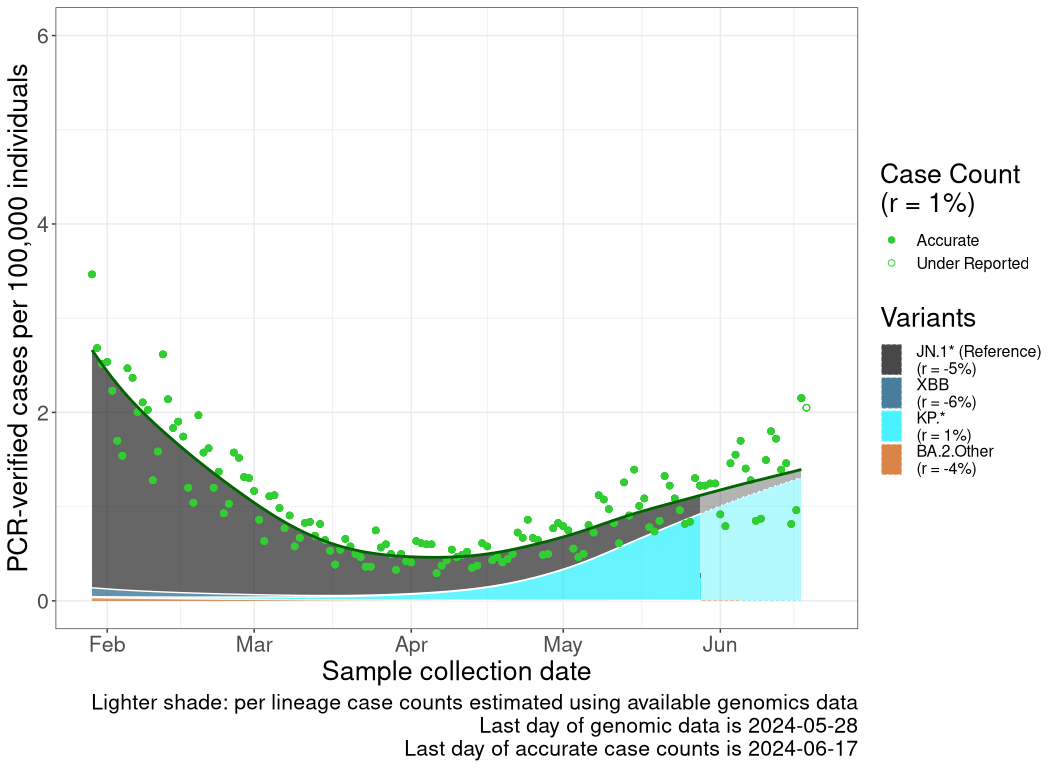 PCR-verified cases per 100,000 individuals
6
4
2
0
Feb
Mar
Apr
May
Jun
Sample collection date
Lighter shade: per lineage case counts estimated using available genomics data
Last day of genomic data is 2024-05-28
Last day of accurate case counts is 2024-06-17
Case Count
(r = 1%)
Accurate
Under Reported
Variants
JN.1* (Reference)
(r = -5%)
XBB
(r = -6%)
KP.*
(r = 1%)
BA.2.Other
(r = -4%)